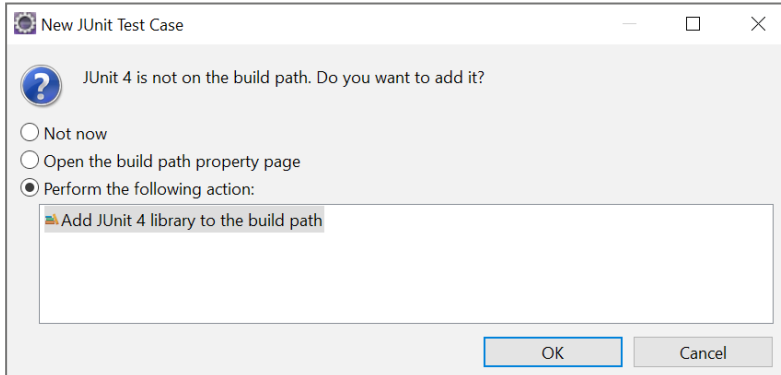 New JUnit Test Case
JUnit 4 is not on the build path. Do you want to add it?
Not now
Open the build path property page
Perform the following action:
Add JUnit 4 library to the build path
OK
Cancel